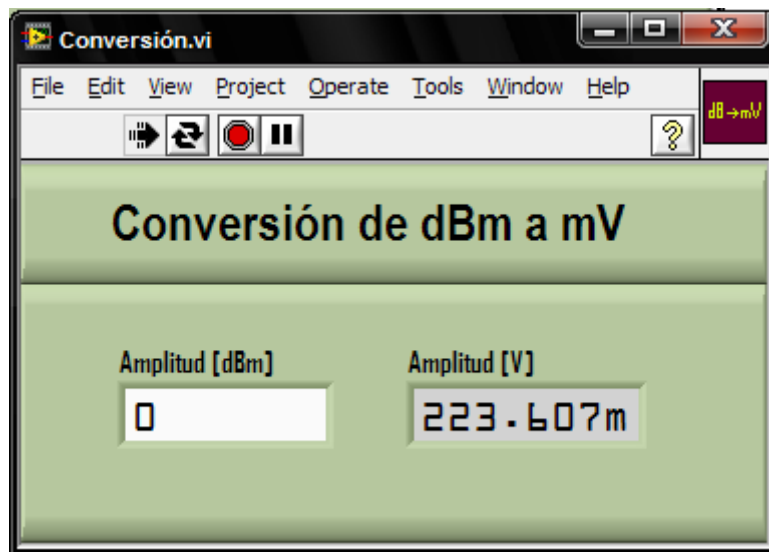 Conversión.vi
File Edit View Project Operate Tools Window Help
dB→mV
Conversión de dBm a mV
Amplitud [dBm] Amplitud [V]
0 223.607m